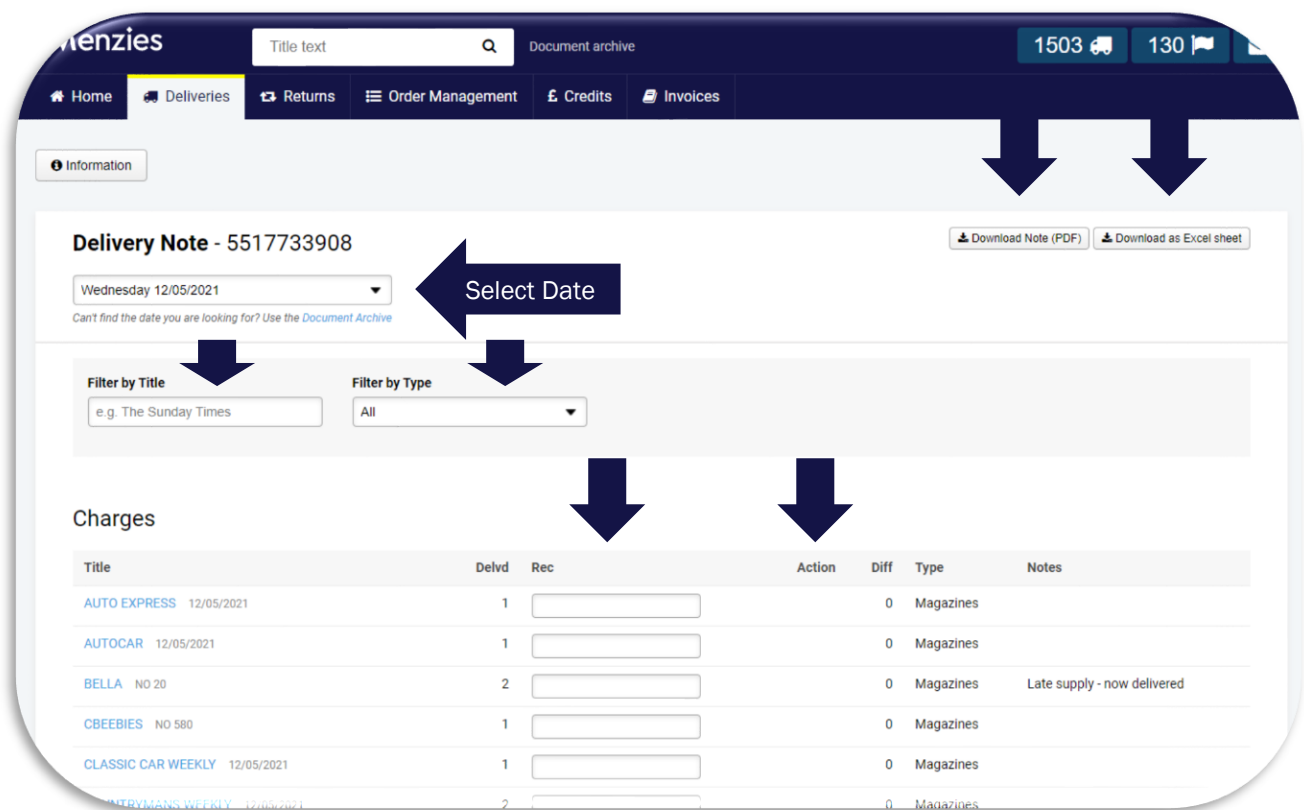 Menzies Title text Document archive 1503 130
Home Deliveries Returns Order Management £ Credits Invoices
Information
Delivery Note - 5517733908
Download Note (PDF) Download as Excel sheet
Wednesday 12/05/2021
Select Date
Can't find the date you are looking for? Use the Document Archive
Filter by Title Filter by Type
e.g. The Sunday Times All
Charges
Title Delvd Rec Action Diff Type Notes
AUTO EXPRESS 12/05/2021 1 0 Magazines
AUTOCAR 12/05/2021 1 0 Magazines
BELLA NO 20 2 0 Magazines Late supply - now delivered
CBEEBIES NO 580 1 0 Magazines
CLASSIC CAR WEEKLY 12/05/2021 1 0 Magazines
WEEKLY 12/05/2021 2 0 Magazines